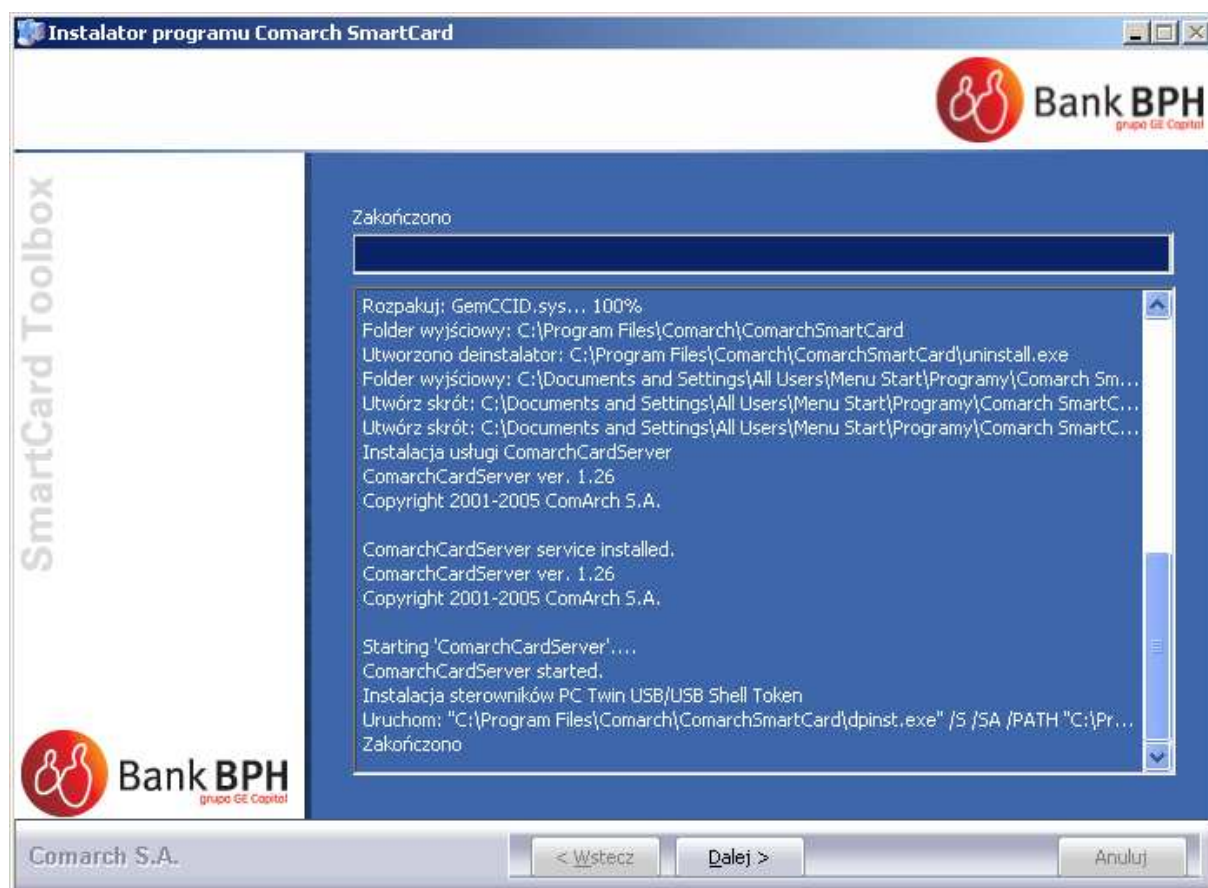 Instalator programu Comarch SmartCard
Bank BPH
grupa GE Capital
SmartCard Toolbox
Zakończono
Rozpakuj: GemCCID.sys... 100%
Folder wyjściowy: C:\Program Files\Comarch\ComarchSmartCard
Utworzono deinstalator: C:\Program Files\Comarch\ComarchSmartCard\uninstall.exe
Folder wyjściowy: C:\Documents and Settings\All Users\Menu Start\Programy\Comarch Sm...
Utwórz skrót: C:\Documents and Settings\All Users\Menu Start\Programy\Comarch SmartC...
Utwórz skrót: C:\Documents and Settings\All Users\Menu Start\Programy\Comarch SmartC...
Instalacja usługi ComarchCardServer
ComarchCardServer ver. 1.26
Copyright 2001-2005 ComArch S.A.
ComarchCardServer service installed.
ComarchCardServer ver. 1.26
Copyright 2001-2005 ComArch S.A.
Starting 'ComarchCardServer'....
ComarchCardServer started.
Instalacja sterowników PC Twin USB/USB Shell Token
Uruchom: "C:\Program Files\Comarch\ComarchSmartCard\dpinst.exe" /S /SA /PATH "C:\Pr...
Zakończono
Bank BPH
grupa GE Capital
Comarch S.A.
< Wstecz
Dalej >
Anuluj